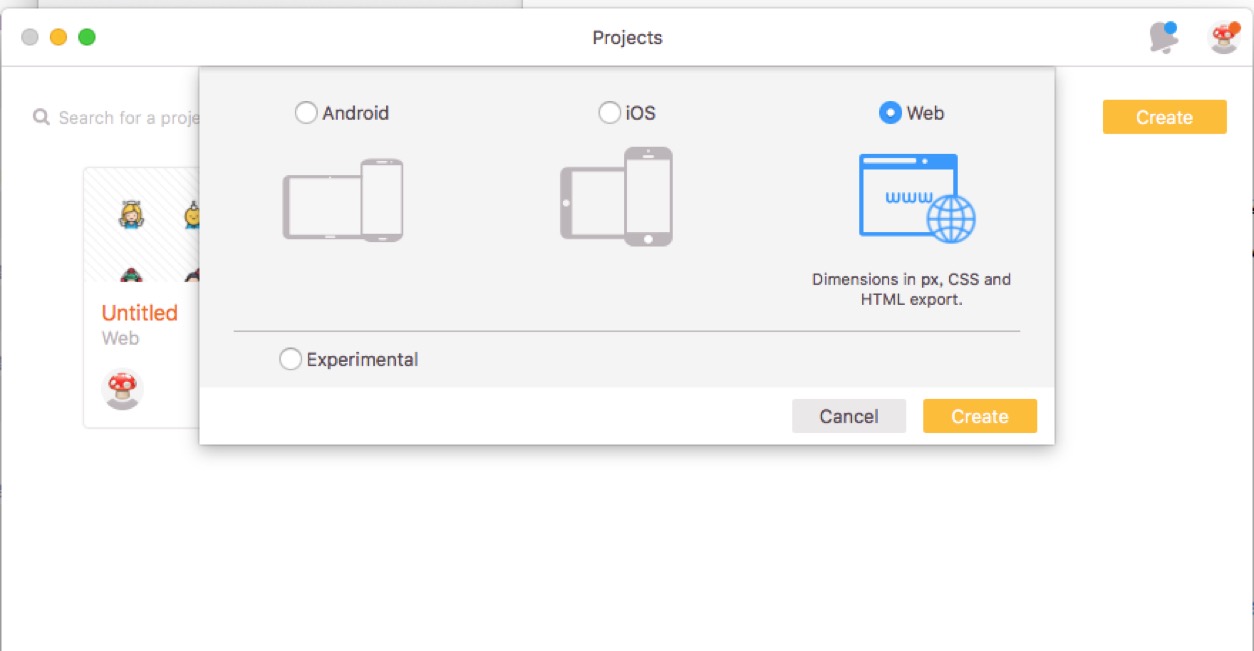 Projects
Search for a proje
Create
Android
iOS
Web
www
Dimensions in px, CSS and
HTML export.
Untitled
Web
Experimental
Cancel
Create